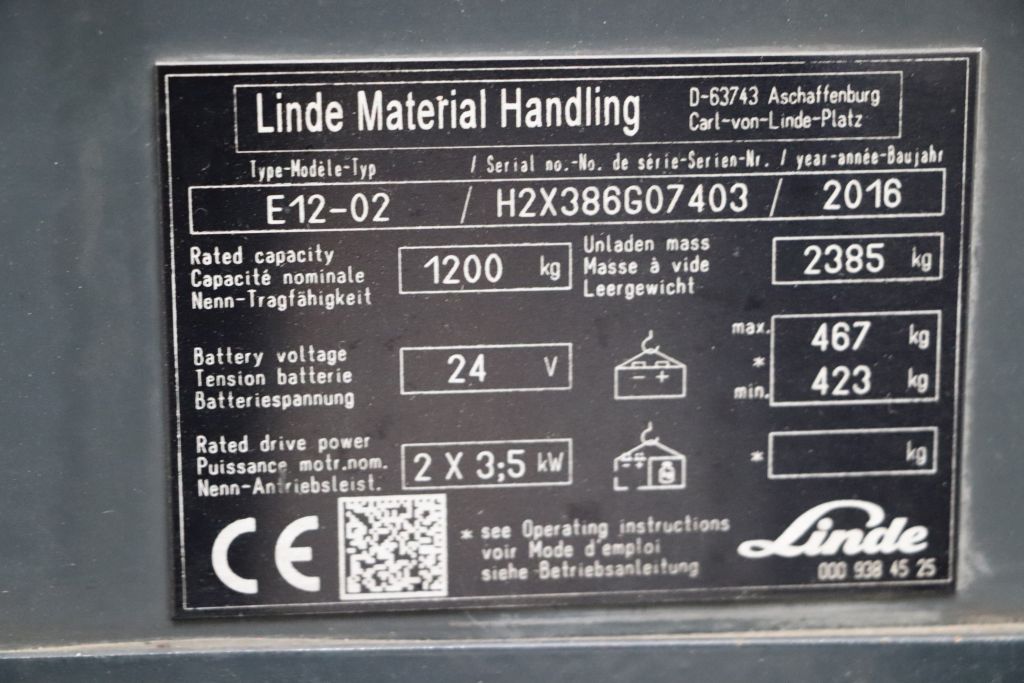 Linde Material Handling
D-63743 Aschaffenburg
Carl-von-Linde-Platz
Type-Modèle-Typ / Serial no.-No. de série-Serien-Nr. / year-année-Baujahr
E12-02 / H2X386G07403 / 2016
Rated capacity
Capacité nominale
Nenn-Tragfähigkeit
1200 kg
Unladen mass
Masse à vide
Leergewicht
2385 kg
Battery voltage
Tension batterie
Batteriespannung
24 V
- +
max. 467 kg
*
min. 423 kg
Rated drive power
Puissance motr.nom.
Nenn-Antriebsleist.
2 X 3;5 kW
* kg
CE
* see Operating instructions
voir Mode d'emploi
siehe Betriebsanleitung
Linde
000 938 45 25